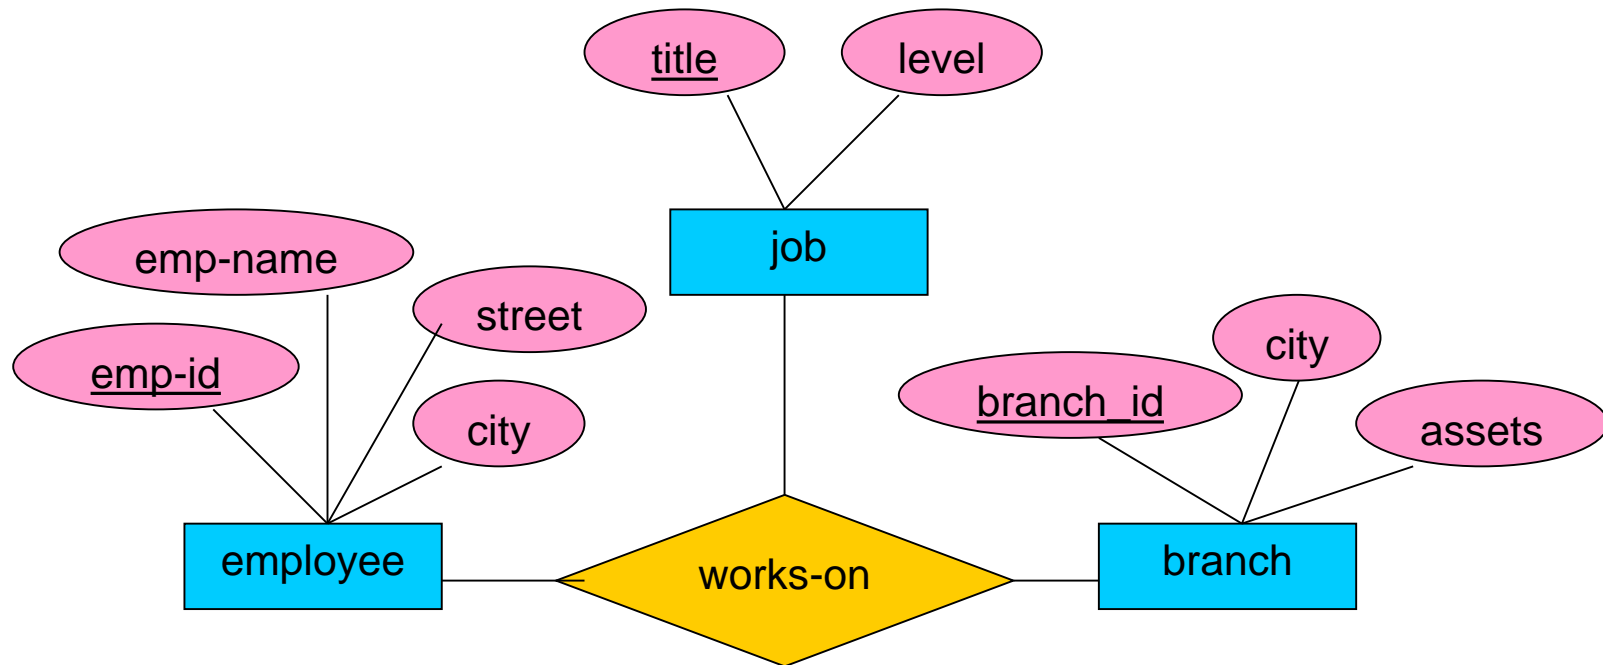 title
level
job
emp-name
street
emp-id
city
employee
works-on
city
branch_id
assets
branch